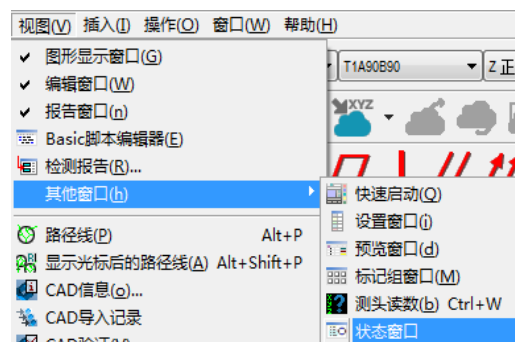 视图(V) 插入(I) 操作(O) 窗口(W) 帮助(H)
图形显示窗口(G)
编辑窗口(W)
报告窗口(n)
Basic脚本编辑器(E)
检测报告(R)...
其他窗口(h)
路径线(P) Alt+P
显示光标后的路径线(A) Alt+Shift+P
CAD信息(o)...
CAD导入记录
T1A90B90
Z 正
XYZ
快速启动(Q)
设置窗口(i)
预览窗口(d)
标记组窗口(M)
测头读数(b) Ctrl+W
状态窗口